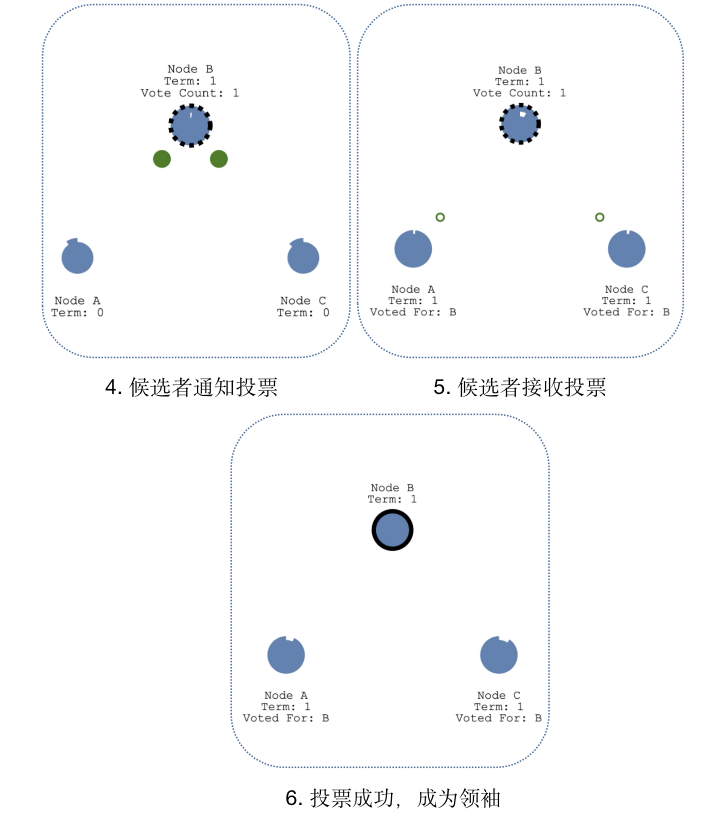 Node B
Term: 1
Vote Count: 1
Node A
Term: 0
Node C
Term: 0
4. 候选者通知投票
Node B
Term: 1
Vote Count: 1
Node A
Term: 1
Voted For: B
Node C
Term: 1
Voted For: B
5. 候选者接收投票
Node B
Term: 1
Node A
Term: 1
Voted For: B
Node C
Term: 1
Voted For: B
6. 投票成功，成为领袖